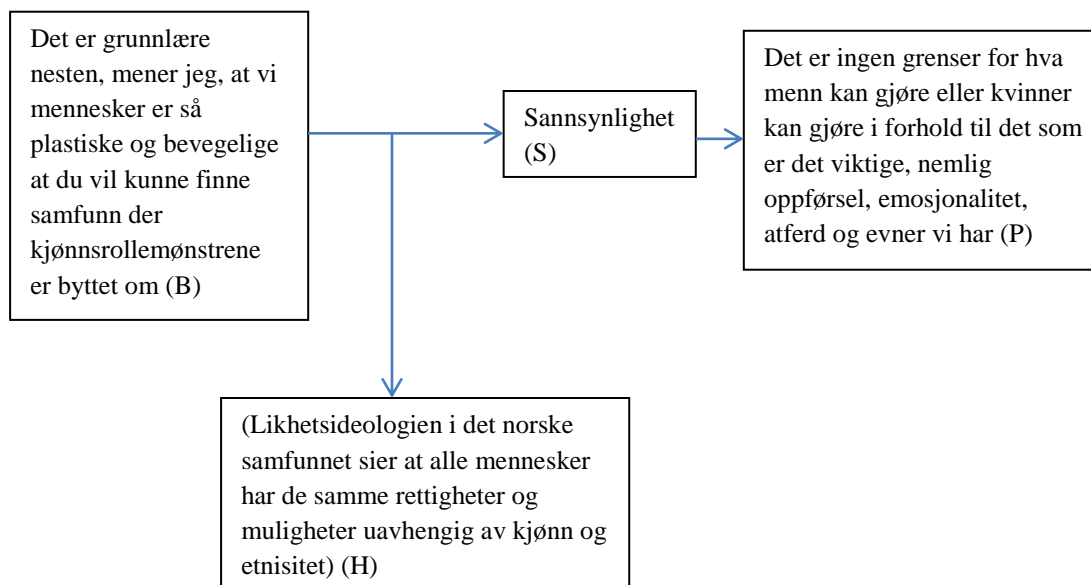 Det er grunnlære
nesten, mener jeg, at vi
mennesker er så
plastiske og bevegelige
at du vil kunne finne
samfunn der
kjønnsrollemønstrene
er byttet om (B)
Sannsynlighet
(S)
Det er ingen grenser for hva
menn kan gjøre eller kvinner
kan gjøre i forhold til det som
er det viktige, nemlig
oppførsel, emosjonalitet,
atferd og evner vi har (P)
(Likhetsideologien i det norske
samfunnet sier at alle mennesker
har de samme rettigheter og
muligheter uavhengig av kjønn og
etnisitet) (H)